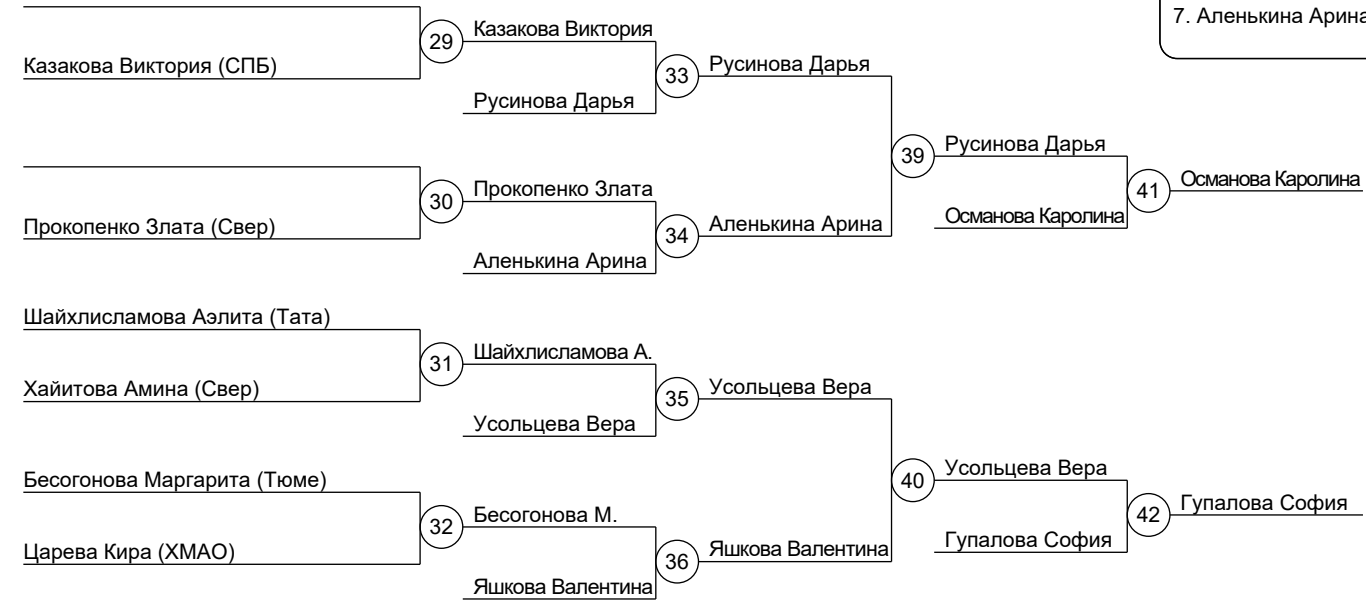 7. Аленькина Арина
29
Казакова Виктория
Казакова Виктория (СПБ)
33
Русинова Дарья
Русинова Дарья
39
Русинова Дарья
30
Прокопенко Злата
Прокопенко Злата (Свер)
34
Аленькина Арина
Аленькина Арина
Османова Каролина
41
Османова Каролина
Шайхлисламова Аэлита (Тата)
31
Шайхлисламова А.
Хайитова Амина (Свер)
35
Усольцева Вера
Усольцева Вера
40
Усольцева Вера
Бесогонова Маргарита (Тюме)
32
Бесогонова М.
Царева Кира (ХМАО)
36
Яшкова Валентина
Яшкова Валентина
Гупалова София
42
Гупалова София